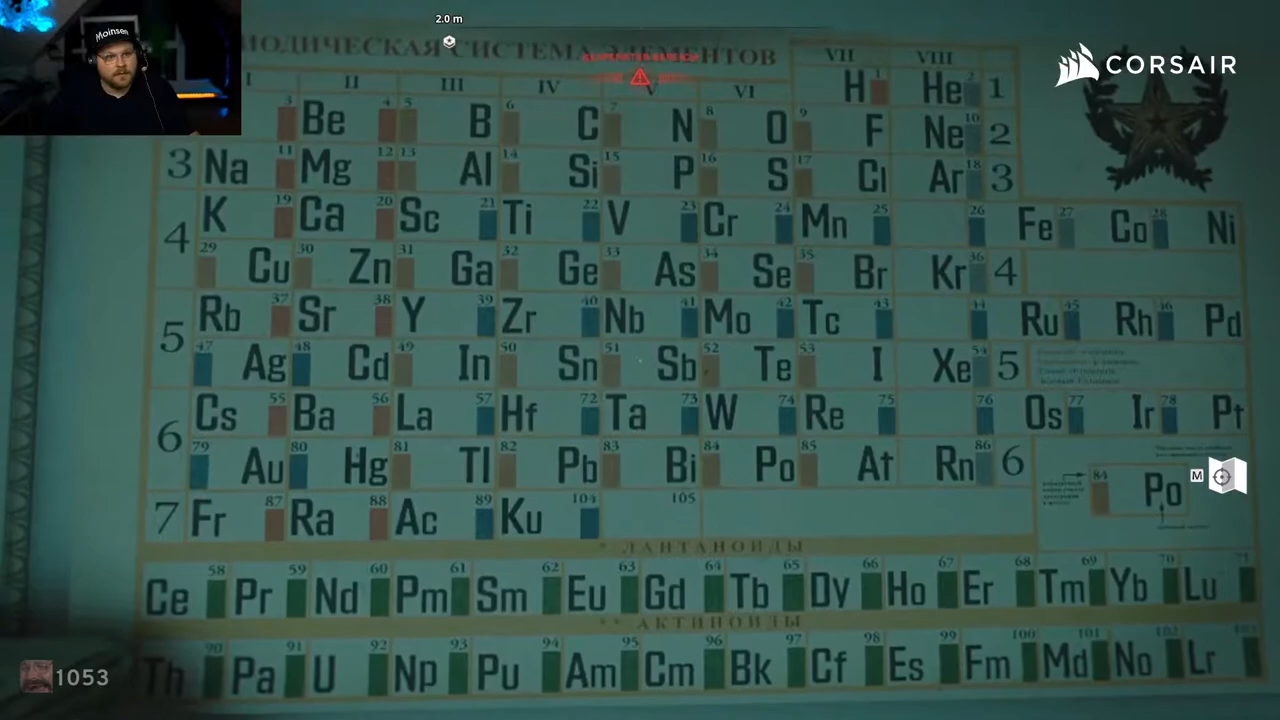 2.0 m
Moinsen
CORSAIR
ИОДИЧЕСКАЯ СИСТЕМА ЭЛЕМЕНТОВ
I II III IV V VI VII VIII
H 1 He 2 1
3 Be 4 5 B 6 C 7 N 8 O 9 F Ne 10 2
3 Na 11 Mg 12 13 Al 14 Si 15 P 16 S 17 Cl Ar 18 3
4 K 19 Ca 20 Sc 21 Ti 22 V 23 Cr 24 Mn 25 26 Fe 27 Co 28 Ni
29 Cu 30 Zn 31 Ga 32 Ge 33 As 34 Se 35 Br Kr 36 4
5 Rb 37 Sr 38 Y 39 Zr 40 Nb 41 Mo 42 Tc 43 44 Ru 45 Rh 46 Pd
47 Ag 48 Cd 49 In 50 Sn 51 Sb 52 Te 53 I Xe 54 5
6 Cs 55 Ba 56 La 57 Hf 72 Ta 73 W 74 Re 75 76 Os 77 Ir 78 Pt
79 Au 80 Hg 81 Tl 82 Pb 83 Bi 84 Po 85 At Rn 86 6
84 Po
M
7 Fr 87 Ra 88 Ac 89 Ku 104 105
* ЛАНТАНОИДЫ
Ce 58 Pr 59 Nd 60 Pm 61 Sm 62 Eu 63 Gd 64 Tb 65 Dy 66 Ho 67 Er 68 Tm 69 Yb 70 Lu 71
** АКТИНОИДЫ
Th 90 Pa 91 U 92 Np 93 Pu 94 Am 95 Cm 96 Bk 97 Cf 98 Es 99 Fm 100 Md 101 No 102 Lr 103
1053